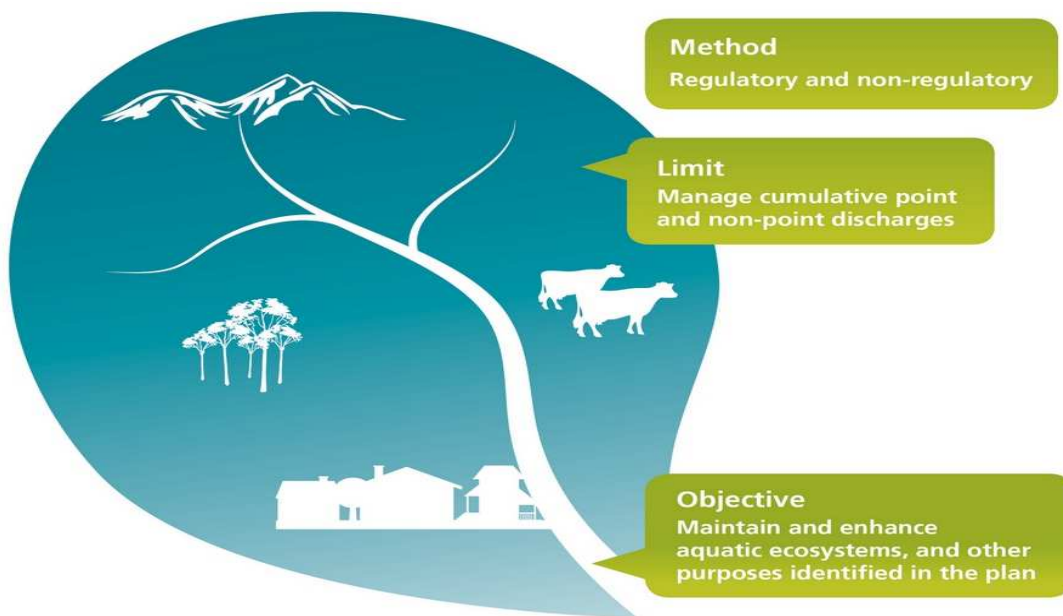 Method
Regulatory and non-regulatory
Limit
Manage cumulative point
and non-point discharges
Objective
Maintain and enhance
aquatic ecosystems, and other
purposes identified in the plan